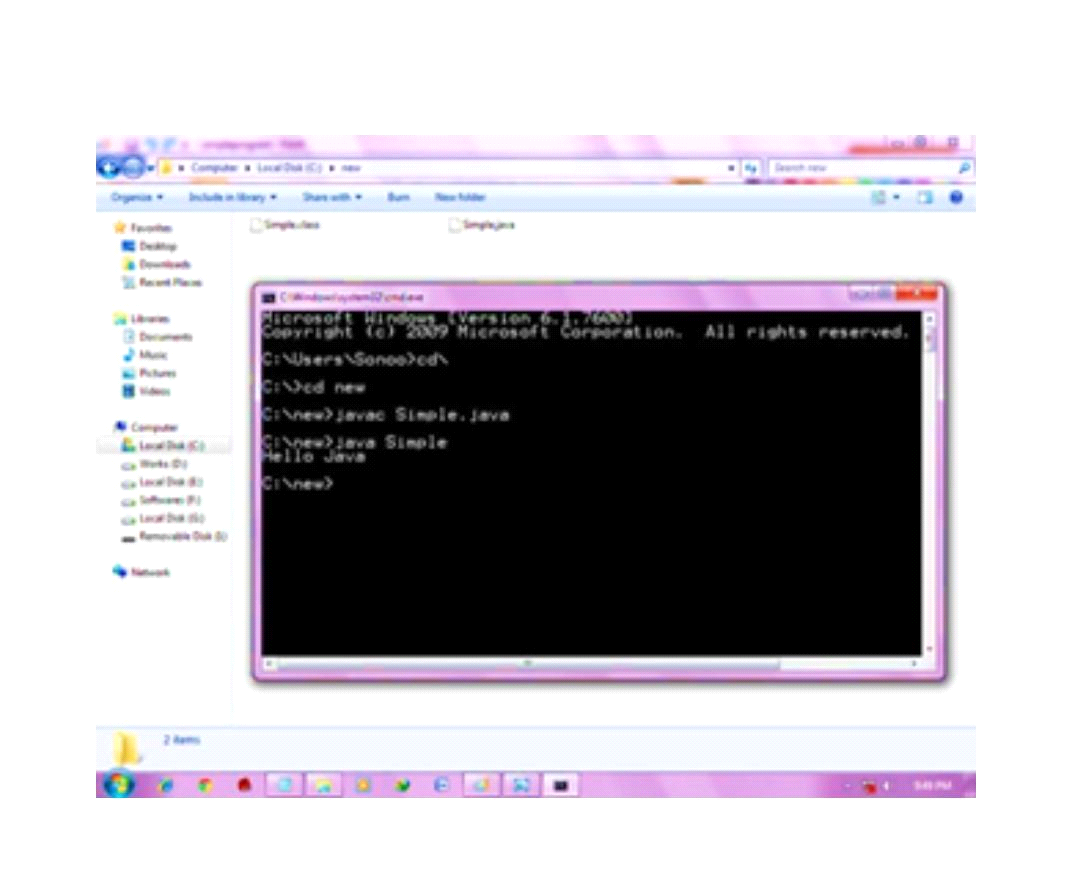 Computer Local Disk (C:) new Search new
Organize Include in library Share with Burn New folder
Favorites
Desktop
Downloads
Recent Places
Libraries
Documents
Music
Pictures
Videos
Computer
Local Disk (C:)
Works (D:)
Local Disk (E:)
Softwares (F:)
Local Disk (G:)
Removable Disk (I:)
Network
Simple.class Simple.java
C:\Windows\system32\cmd.exe
Microsoft Windows [Version 6.1.7600]
Copyright (c) 2009 Microsoft Corporation. All rights reserved.
C:\Users\Sonoo>cd\
C:\>cd new
C:\new>javac Simple.java
C:\new>java Simple
Hello Java
C:\new>
2 items